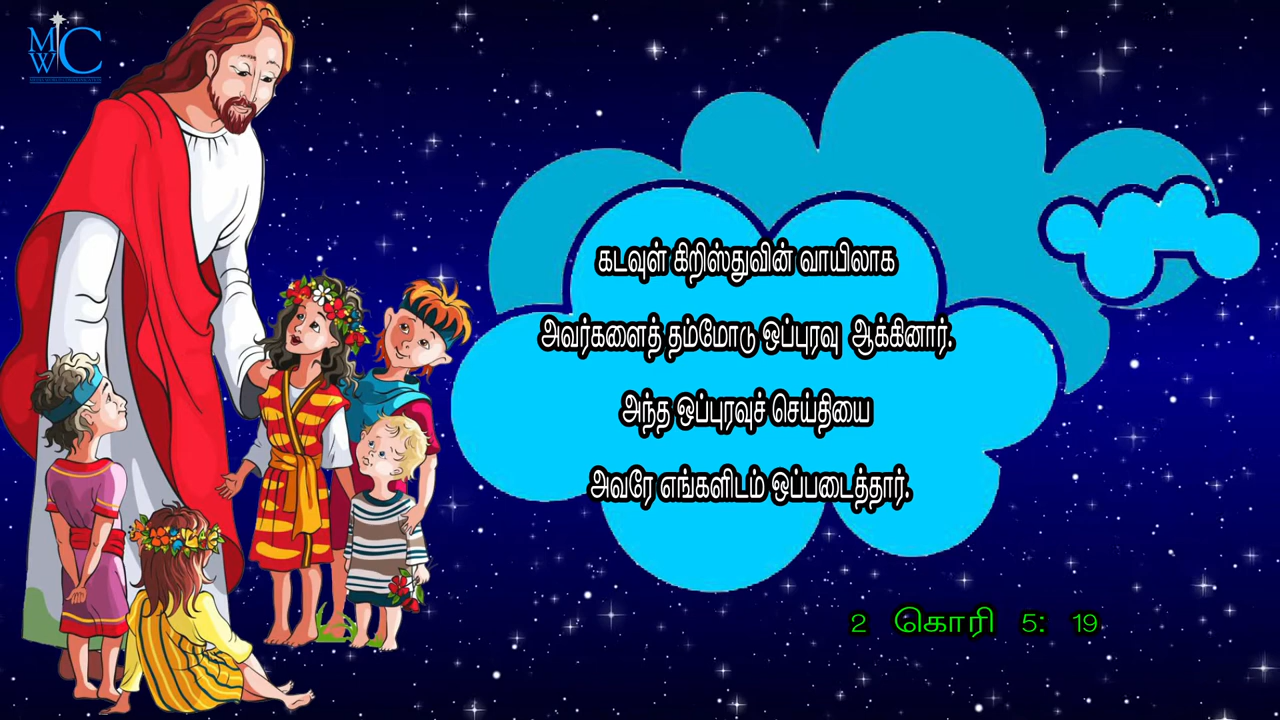 MWC
கடவுள் கிறிஸ்துவின் வாயிலாக
அவர்களைத் தம்மோடு ஒப்புரவு ஆக்கினார்.
அந்த ஒப்புரவுச் செய்தியை
அவரே எங்களிடம் ஒப்படைத்தார்.
2 கொரி 5: 19